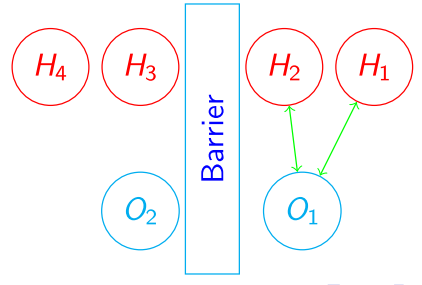 H₄ H₃ H₂ H₁
Barrier
O₂ O₁